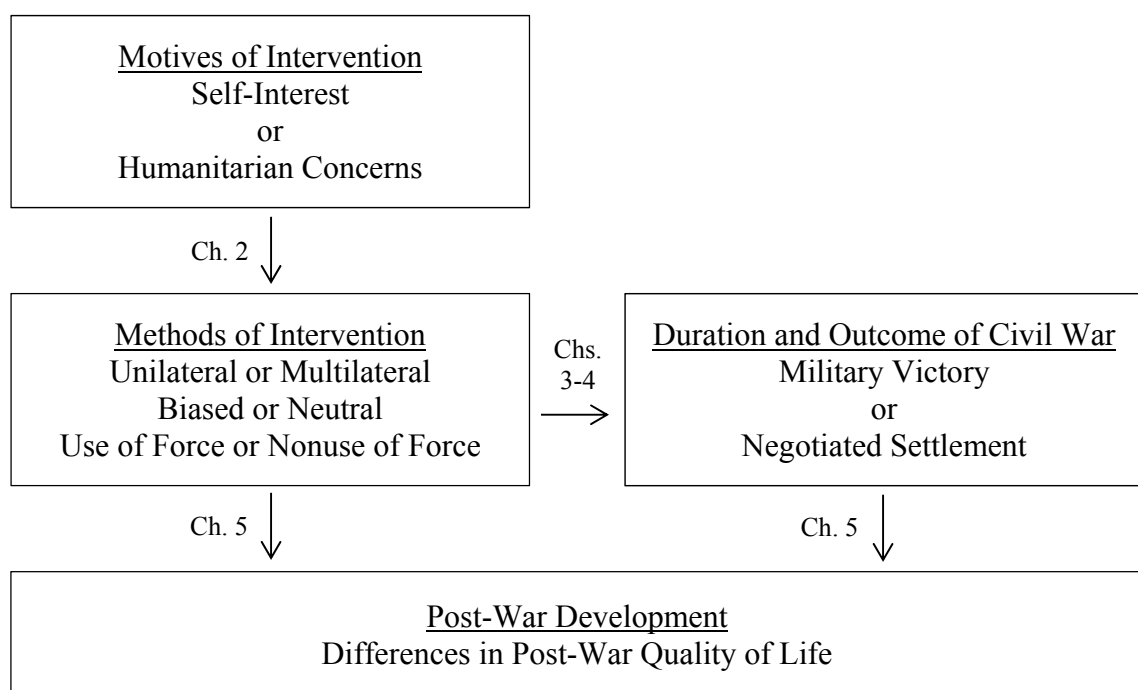 Motives of Intervention
Self-Interest
or
Humanitarian Concerns
Ch. 2
Methods of Intervention
Unilateral or Multilateral
Biased or Neutral
Use of Force or Nonuse of Force
Chs.
3-4
Duration and Outcome of Civil War
Military Victory
or
Negotiated Settlement
Ch. 5
Ch. 5
Post-War Development
Differences in Post-War Quality of Life